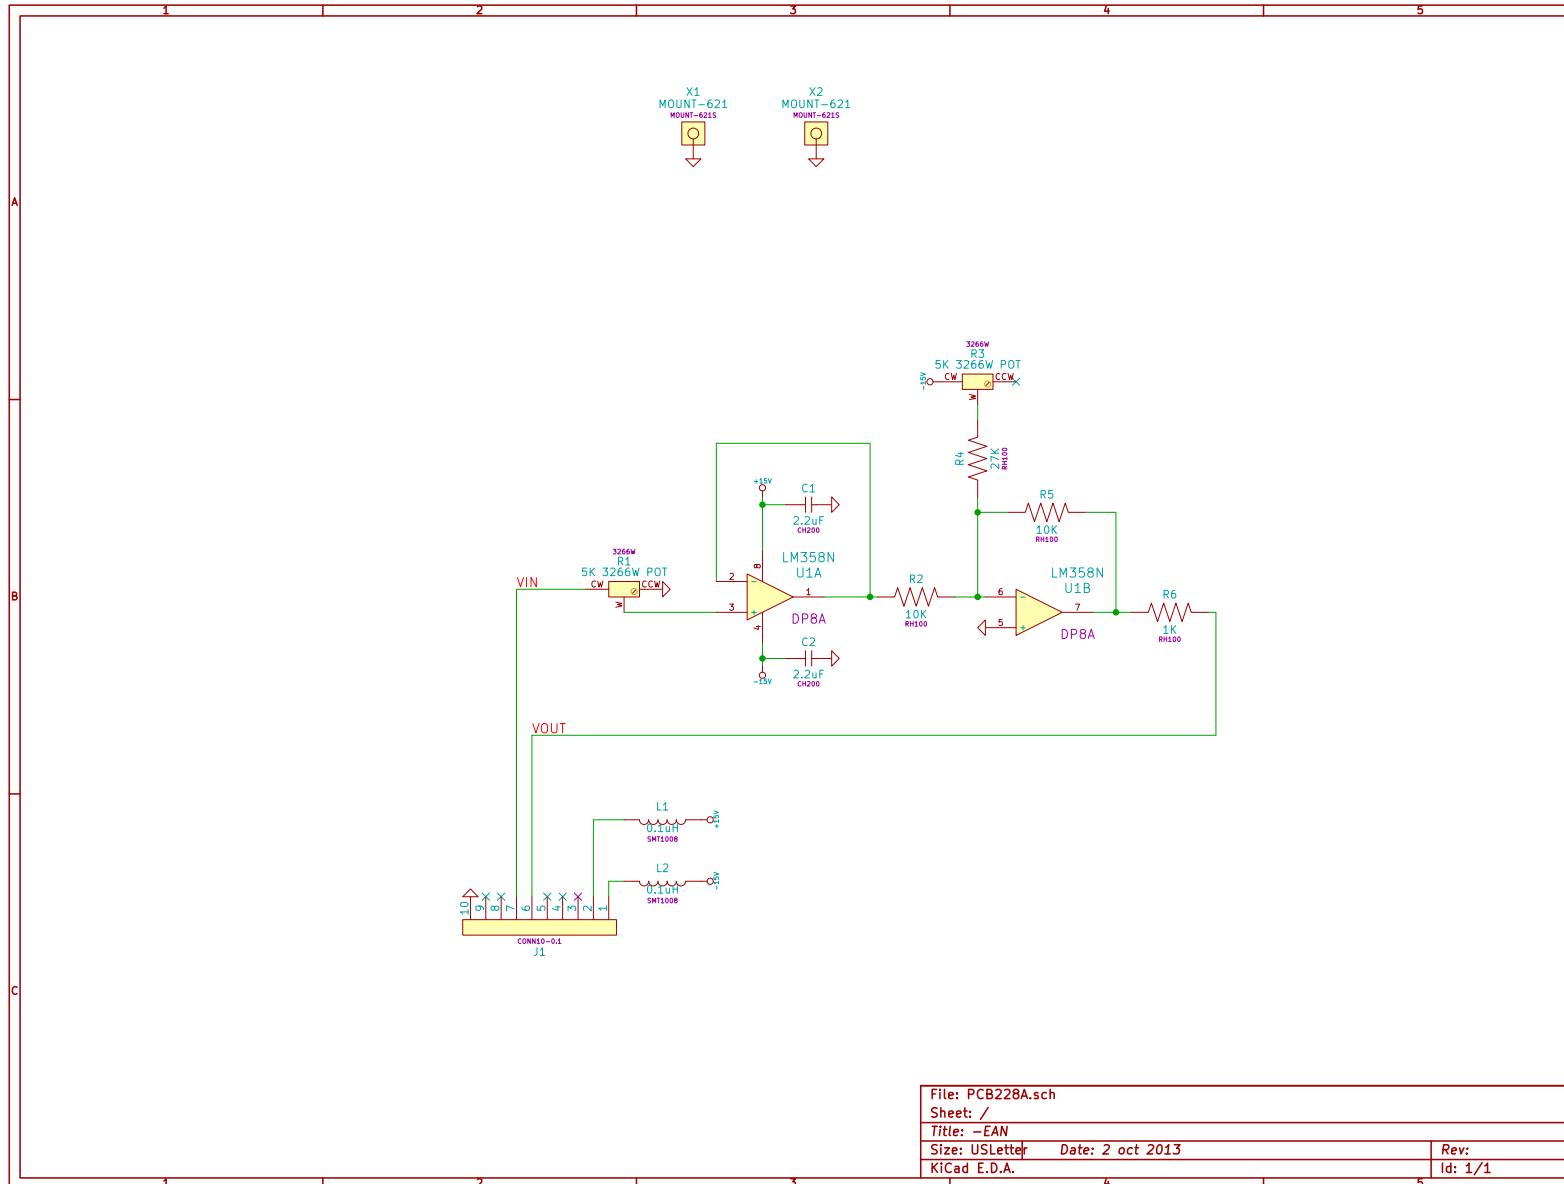 1 2 3 4 5
X1
MOUNT-621
MOUNT-621S
X2
MOUNT-621
MOUNT-621S
A
3266W
R3
5K 3266W POT
-15V
CW
CCW
W
R4
27K
RH100
+15V
C1
2.2uF
CH200
R5
10K
RH100
3266W
R1
5K 3266W POT
CW
CCW
W
VIN
LM358N
U1A
8
2
-
3
+
1
4
DP8A
R2
10K
RH100
LM358N
U1B
6
-
5
+
7
DP8A
R6
1K
RH100
B
C2
2.2uF
CH200
-15V
VOUT
L1
0.1uH
SMT1008
+15V
L2
0.1uH
SMT1008
-15V
10 9 8 7 6 5 4 3 2 1
CONN10-0.1
J1
C
File: PCB228A.sch
Sheet: /
Title: -EAN
Size: USLetter Date: 2 oct 2013 Rev:
KiCad E.D.A. Id: 1/1
1 2 3 4 5